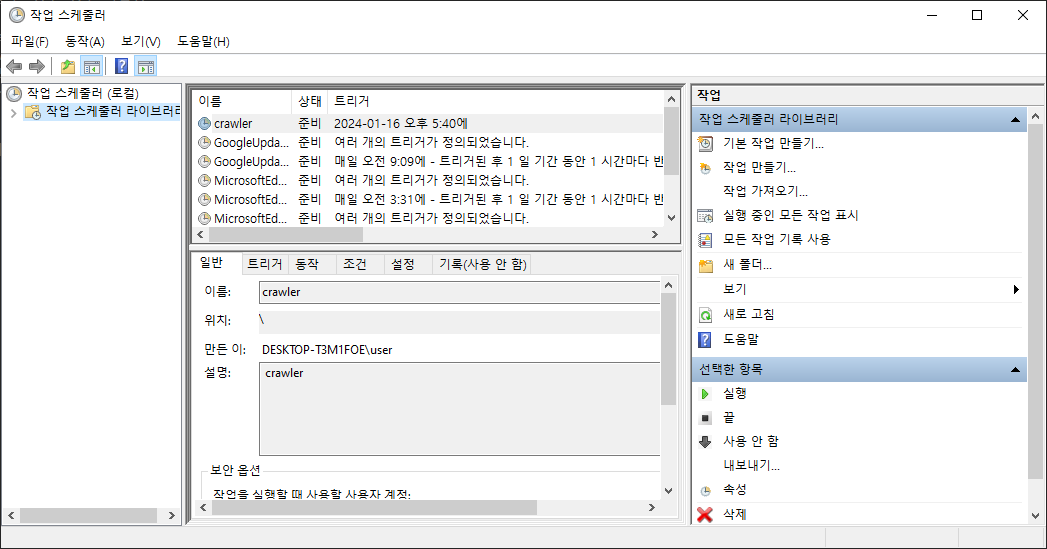 작업 스케줄러
파일(F) 동작(A) 보기(V) 도움말(H)
작업 스케줄러 (로컬)
작업 스케줄러 라이브러리
이름 상태 트리거
crawler 준비 2024-01-16 오후 5:40에
GoogleUpda... 준비 여러 개의 트리거가 정의되었습니다.
GoogleUpda... 준비 매일 오전 9:09에 - 트리거된 후 1 일 기간 동안 1 시간마다 반
MicrosoftEd... 준비 여러 개의 트리거가 정의되었습니다.
MicrosoftEd... 준비 매일 오전 3:31에 - 트리거된 후 1 일 기간 동안 1 시간마다 반
MicrosoftEd... 준비 여러 개의 트리거가 정의되었습니다.
일반 트리거 동작 조건 설정 기록(사용 안 함)
이름: crawler
위치: \
만든 이: DESKTOP-T3M1FOE\user
설명: crawler
보안 옵션
작업을 실행할 때 사용할 사용자 계정:
작업
작업 스케줄러 라이브러리
기본 작업 만들기...
작업 만들기...
작업 가져오기...
실행 중인 모든 작업 표시
모든 작업 기록 사용
새 폴더...
보기
새로 고침
도움말
선택한 항목
실행
끝
사용 안 함
내보내기...
속성
삭제